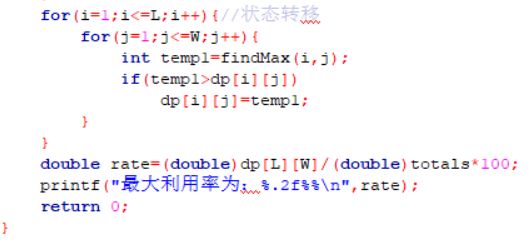 for(i=1;i<=L;i++){//状态转移
for(j=1;j<=W;j++){
int temp1=findMax(i,j);
if(temp1>dp[i][j])
dp[i][j]=temp1;
}
}
double rate=(double)dp[L][W]/(double)totals*100;
printf("最大利用率为：%.2f%%\n",rate);
return 0;
}